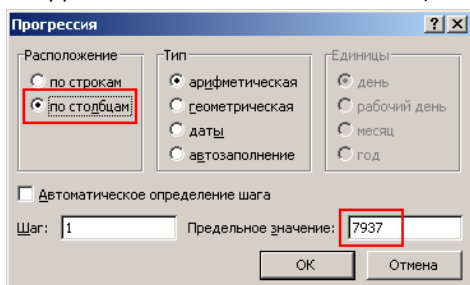 Прогрессия
Расположение Тип Единицы
по строкам арифметическая день
по столбцам геометрическая рабочий день
даты месяц
автозаполнение год
Автоматическое определение шага
Шаг: 1 Предельное значение: 7937
ОК Отмена